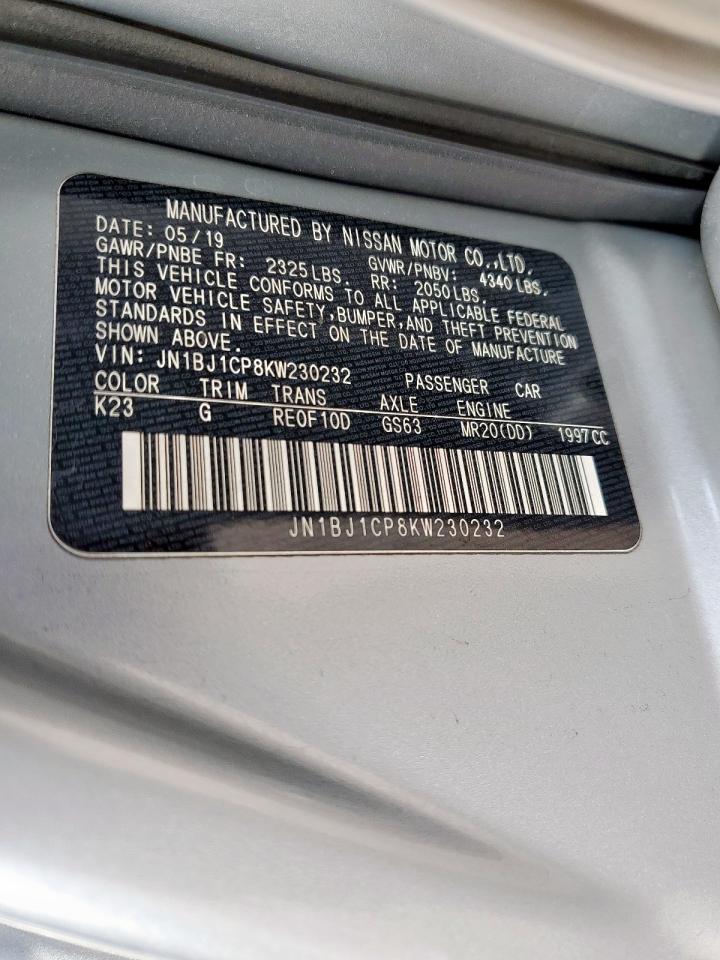 MANUFACTURED BY NISSAN MOTOR CO.,LTD.
DATE: 05/19 GVWR/PNBV: 4340 LBS.
GAWR/PNBE FR: 2325 LBS. RR: 2050 LBS.
THIS VEHICLE CONFORMS TO ALL APPLICABLE FEDERAL
MOTOR VEHICLE SAFETY,BUMPER,AND THEFT PREVENTION
STANDARDS IN EFFECT ON THE DATE OF MANUFACTURE
SHOWN ABOVE.
VIN: JN1BJ1CP8KW230232 PASSENGER CAR
COLOR TRIM TRANS AXLE ENGINE
K23 G RE0F10D GS63 MR20(DD) 1997CC
JN1BJ1CP8KW230232